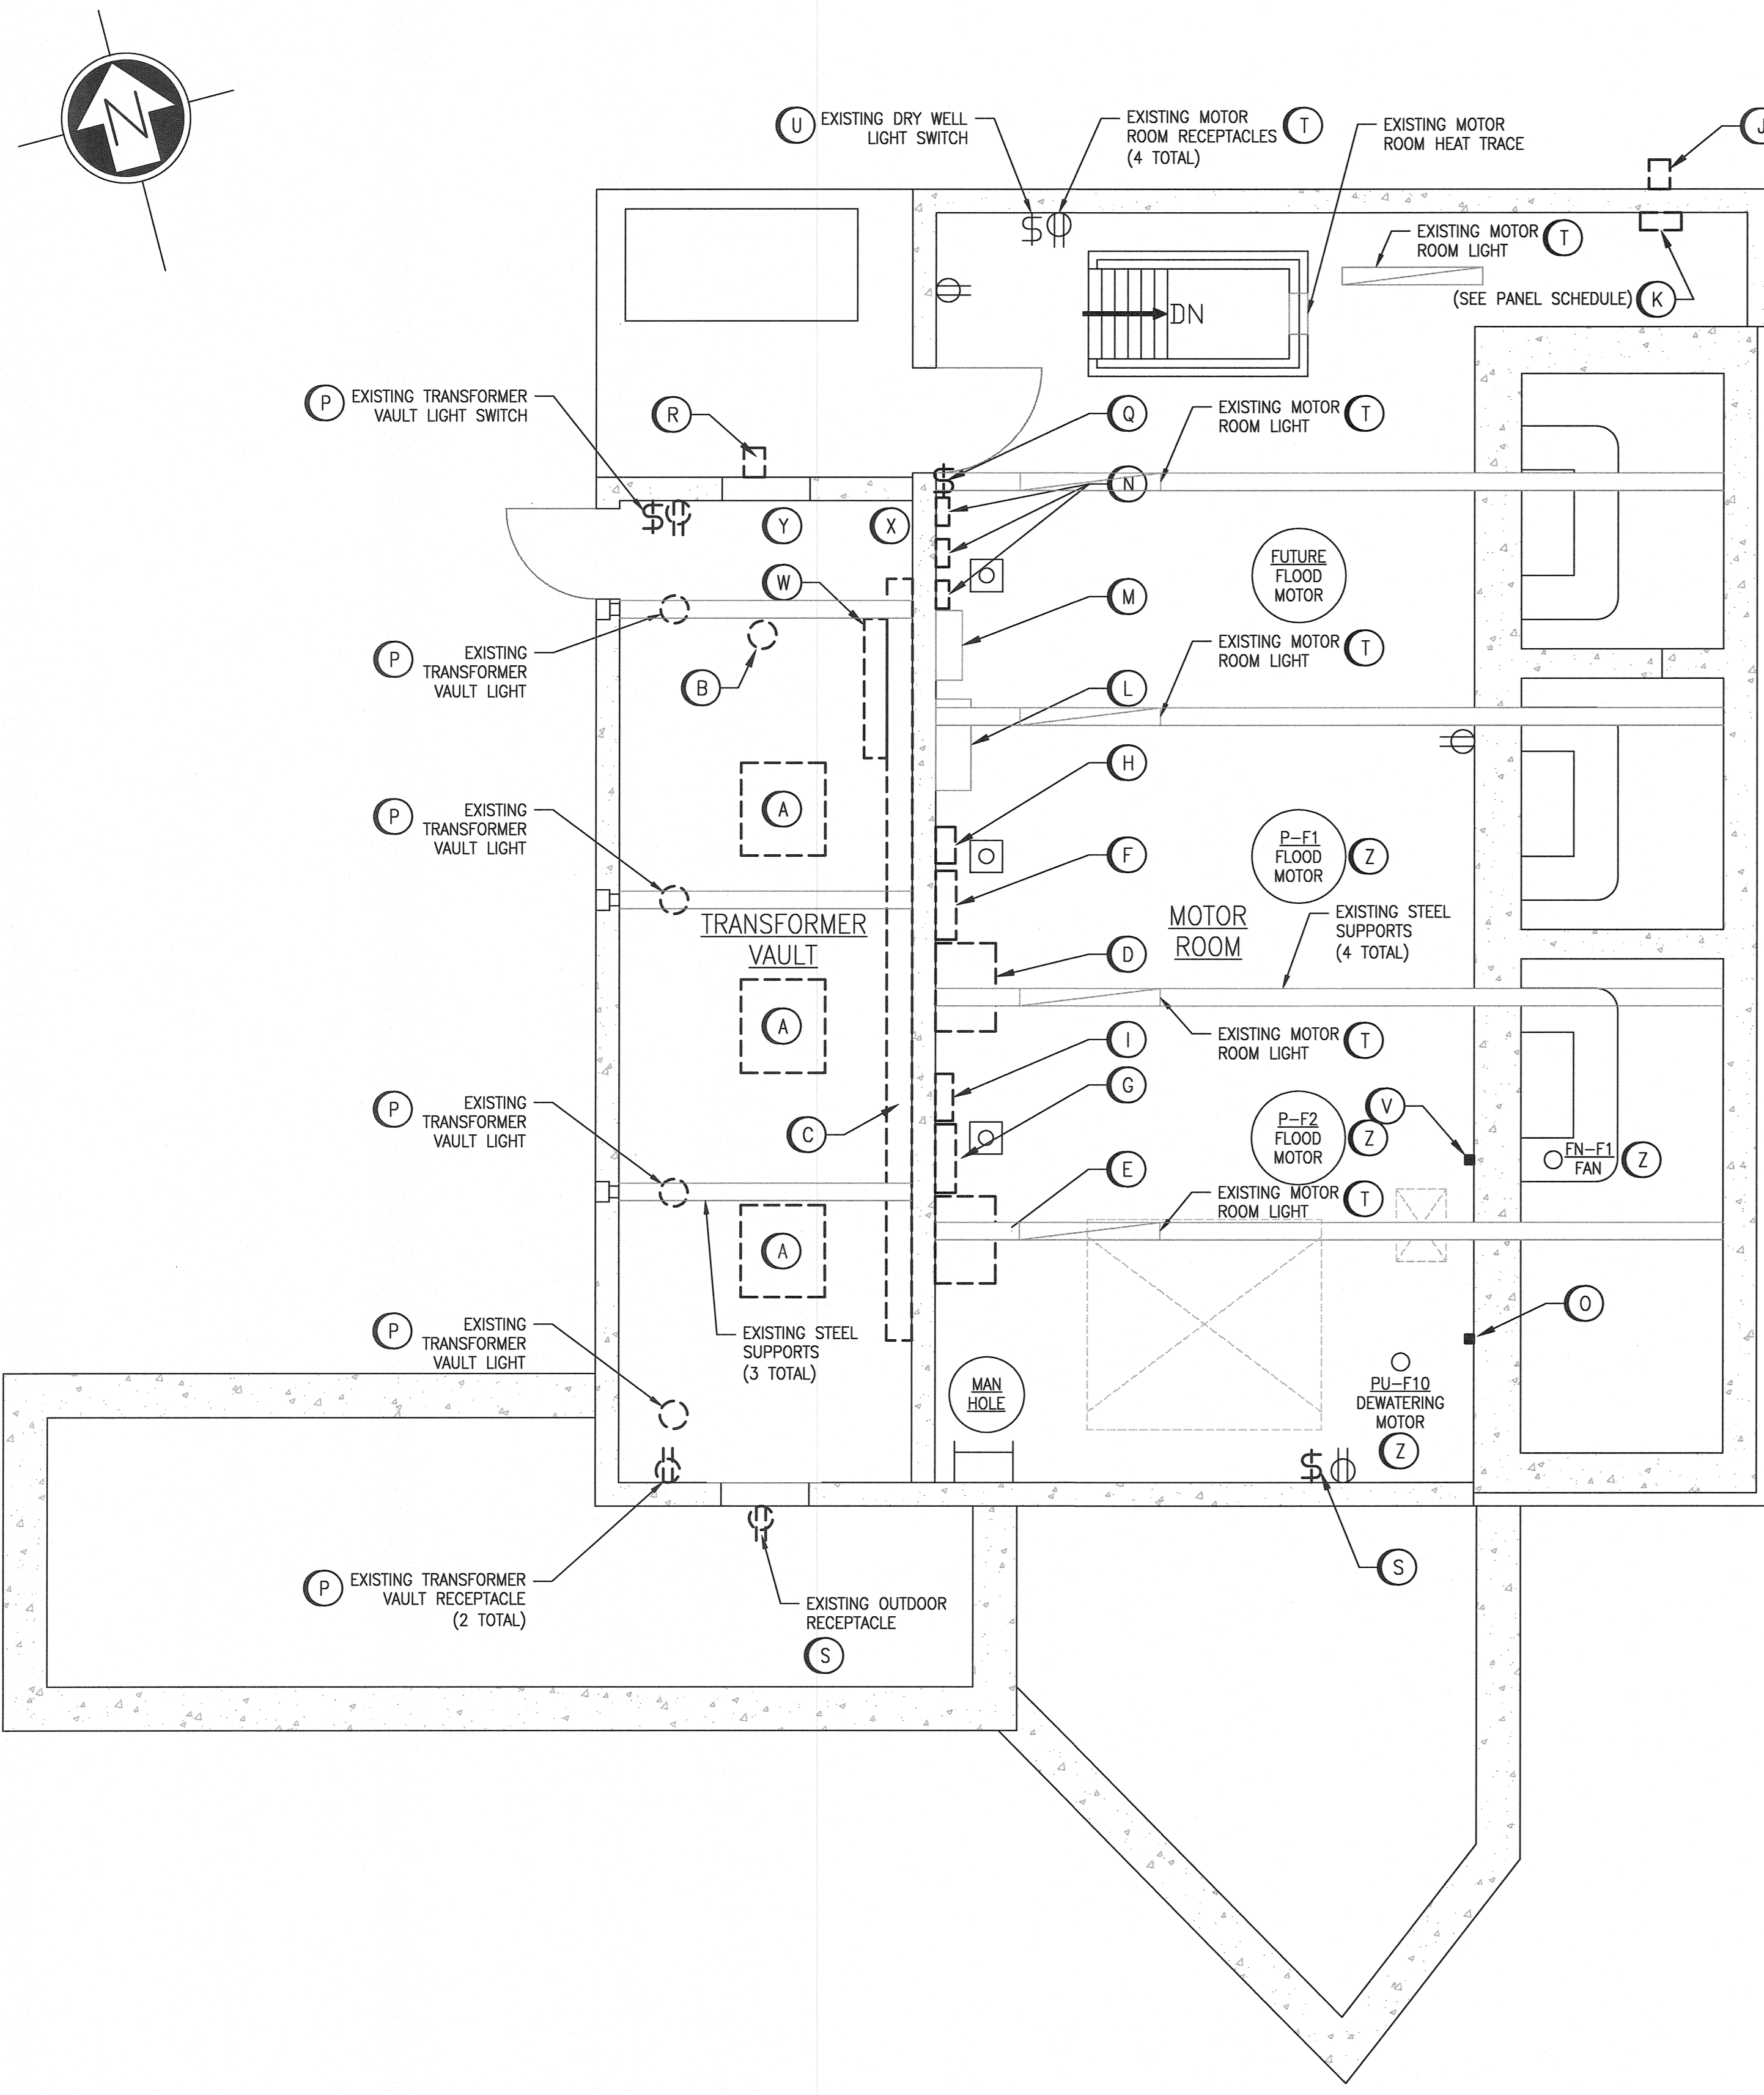 N
U
EXISTING DRY WELL
LIGHT SWITCH
EXISTING MOTOR
ROOM RECEPTACLES
(4 TOTAL)
T
EXISTING MOTOR
ROOM HEAT TRACE
J
$
EXISTING MOTOR
ROOM LIGHT
T
(SEE PANEL SCHEDULE)
K
DN
P
EXISTING TRANSFORMER
VAULT LIGHT SWITCH
R
Q
EXISTING MOTOR
ROOM LIGHT
T
$
N
$
Y
X
FUTURE
FLOOD
MOTOR
W
M
P
EXISTING
TRANSFORMER
VAULT LIGHT
B
EXISTING MOTOR
ROOM LIGHT
T
L
H
P
EXISTING
TRANSFORMER
VAULT LIGHT
A
F
P-F1
FLOOD
MOTOR
Z
TRANSFORMER
VAULT
MOTOR
ROOM
EXISTING STEEL
SUPPORTS
(4 TOTAL)
D
A
I
EXISTING MOTOR
ROOM LIGHT
T
G
P
EXISTING
TRANSFORMER
VAULT LIGHT
C
P-F2
FLOOD
MOTOR
Z
V
FN-F1
FAN
Z
E
EXISTING MOTOR
ROOM LIGHT
T
A
O
P
EXISTING
TRANSFORMER
VAULT LIGHT
EXISTING STEEL
SUPPORTS
(3 TOTAL)
MAN
HOLE
PU-F10
DEWATERING
MOTOR
Z
$
P
EXISTING TRANSFORMER
VAULT RECEPTACLE
(2 TOTAL)
EXISTING OUTDOOR
RECEPTACLE
S
S